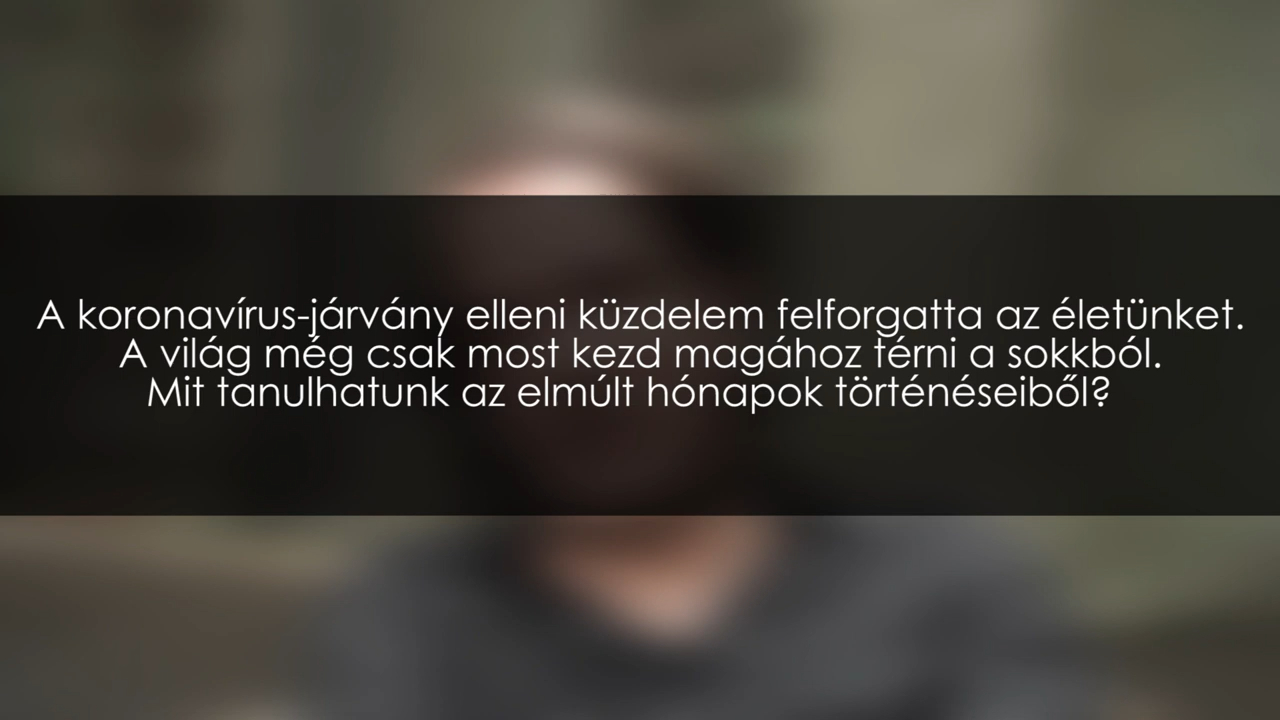 A koronavírus-járvány elleni küzdelem felforgatta az életünket.
A világ még csak most kezd magához térni a sokkból.
Mit tanulhatunk az elmúlt hónapok történéseiből?